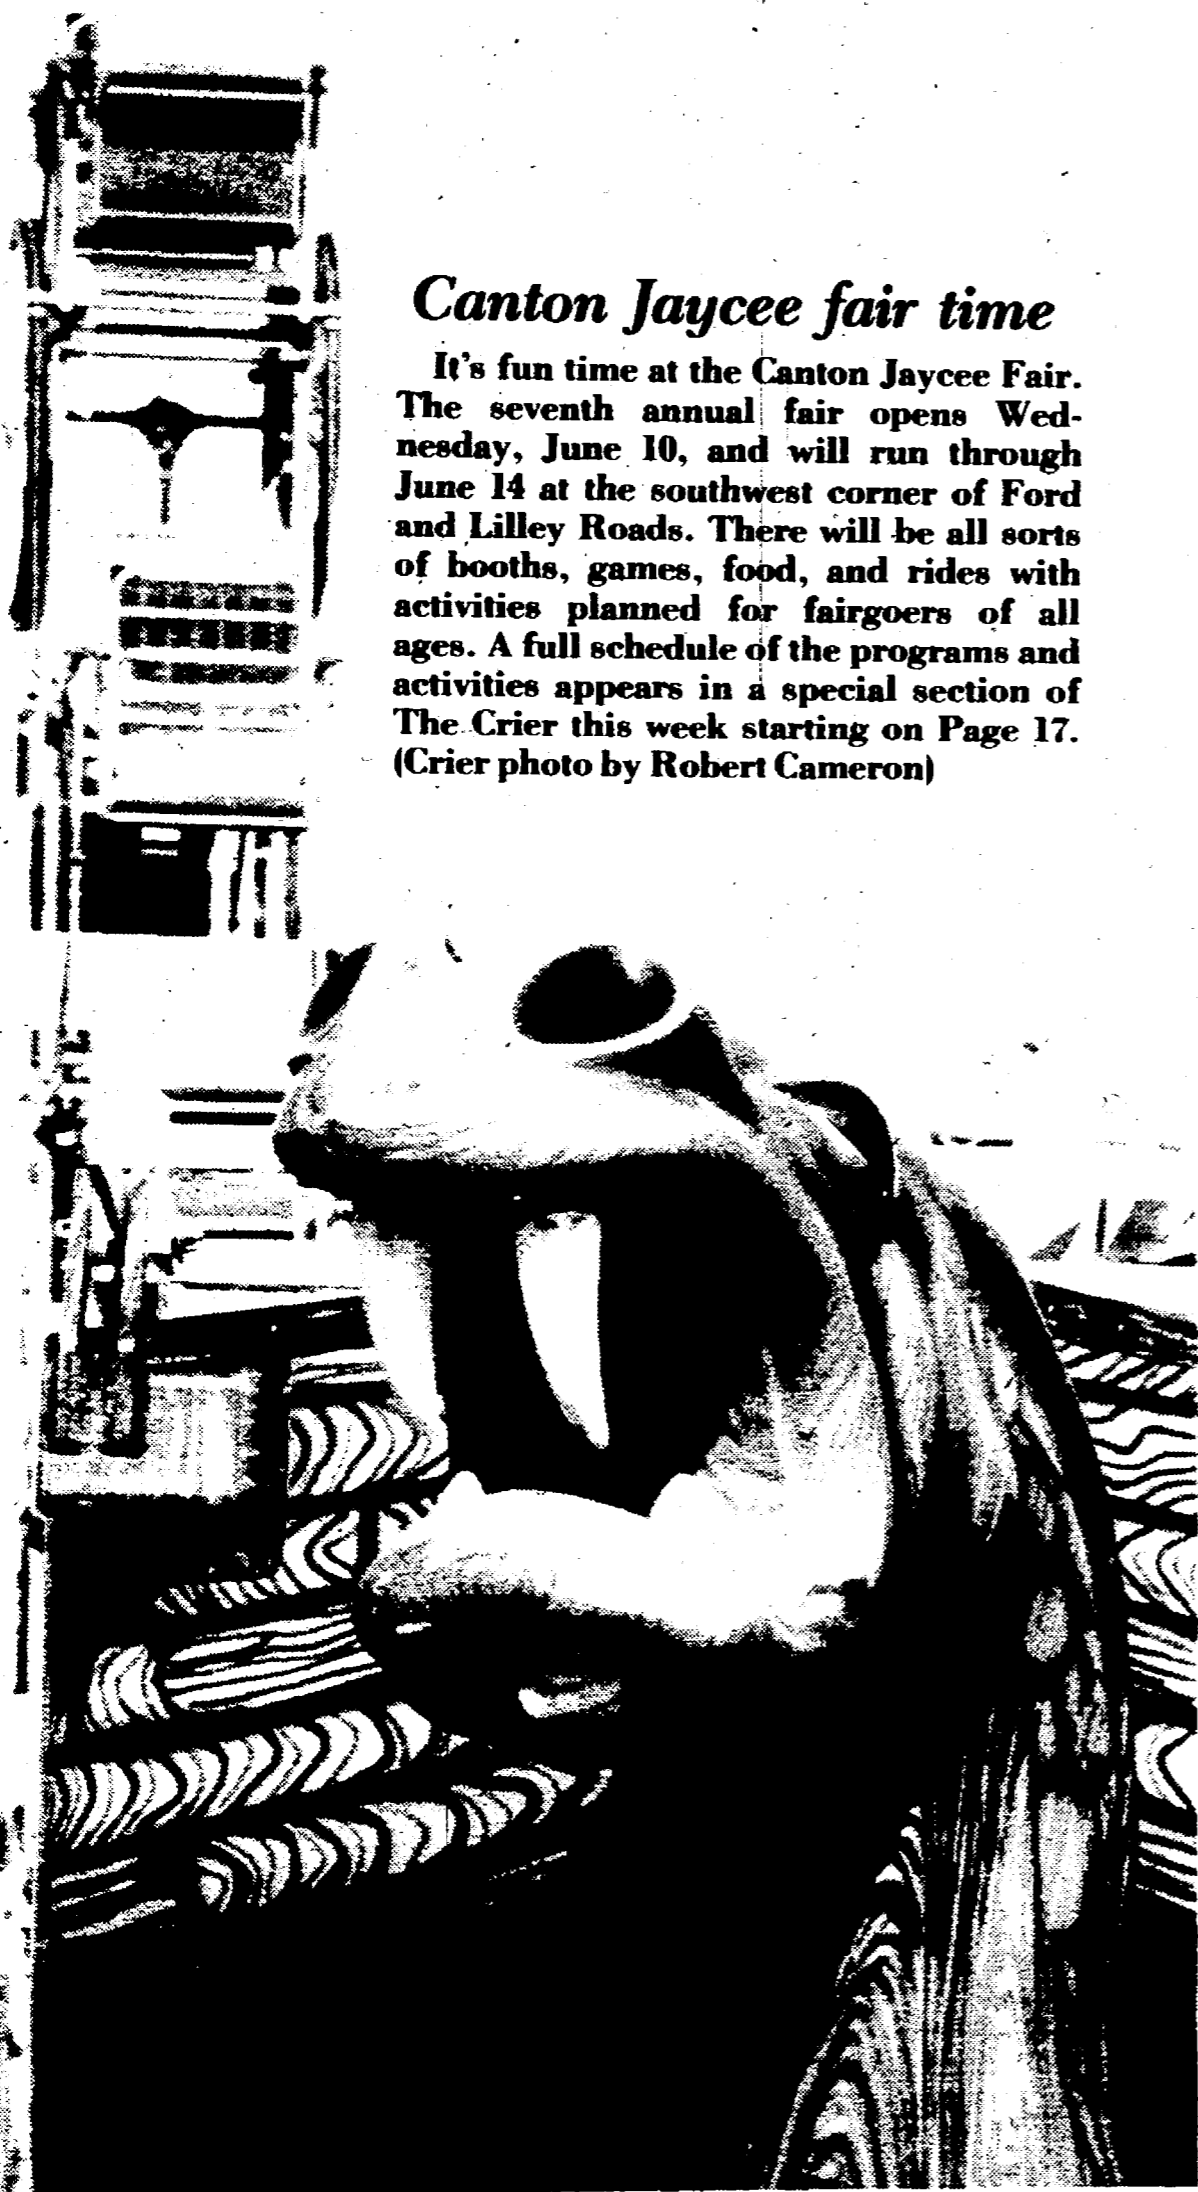 Canton Jaycee fair time
It's fun time at the Canton Jaycee Fair.
The seventh annual fair opens Wed-
nesday, June 10, and will run through
June 14 at the southwest corner of Ford
and Lilley Roads. There will be all sorts
of booths, games, food, and rides with
activities planned for fairgoers of all
ages. A full schedule of the programs and
activities appears in a special section of
The Crier this week starting on Page 17.
(Crier photo by Robert Cameron)